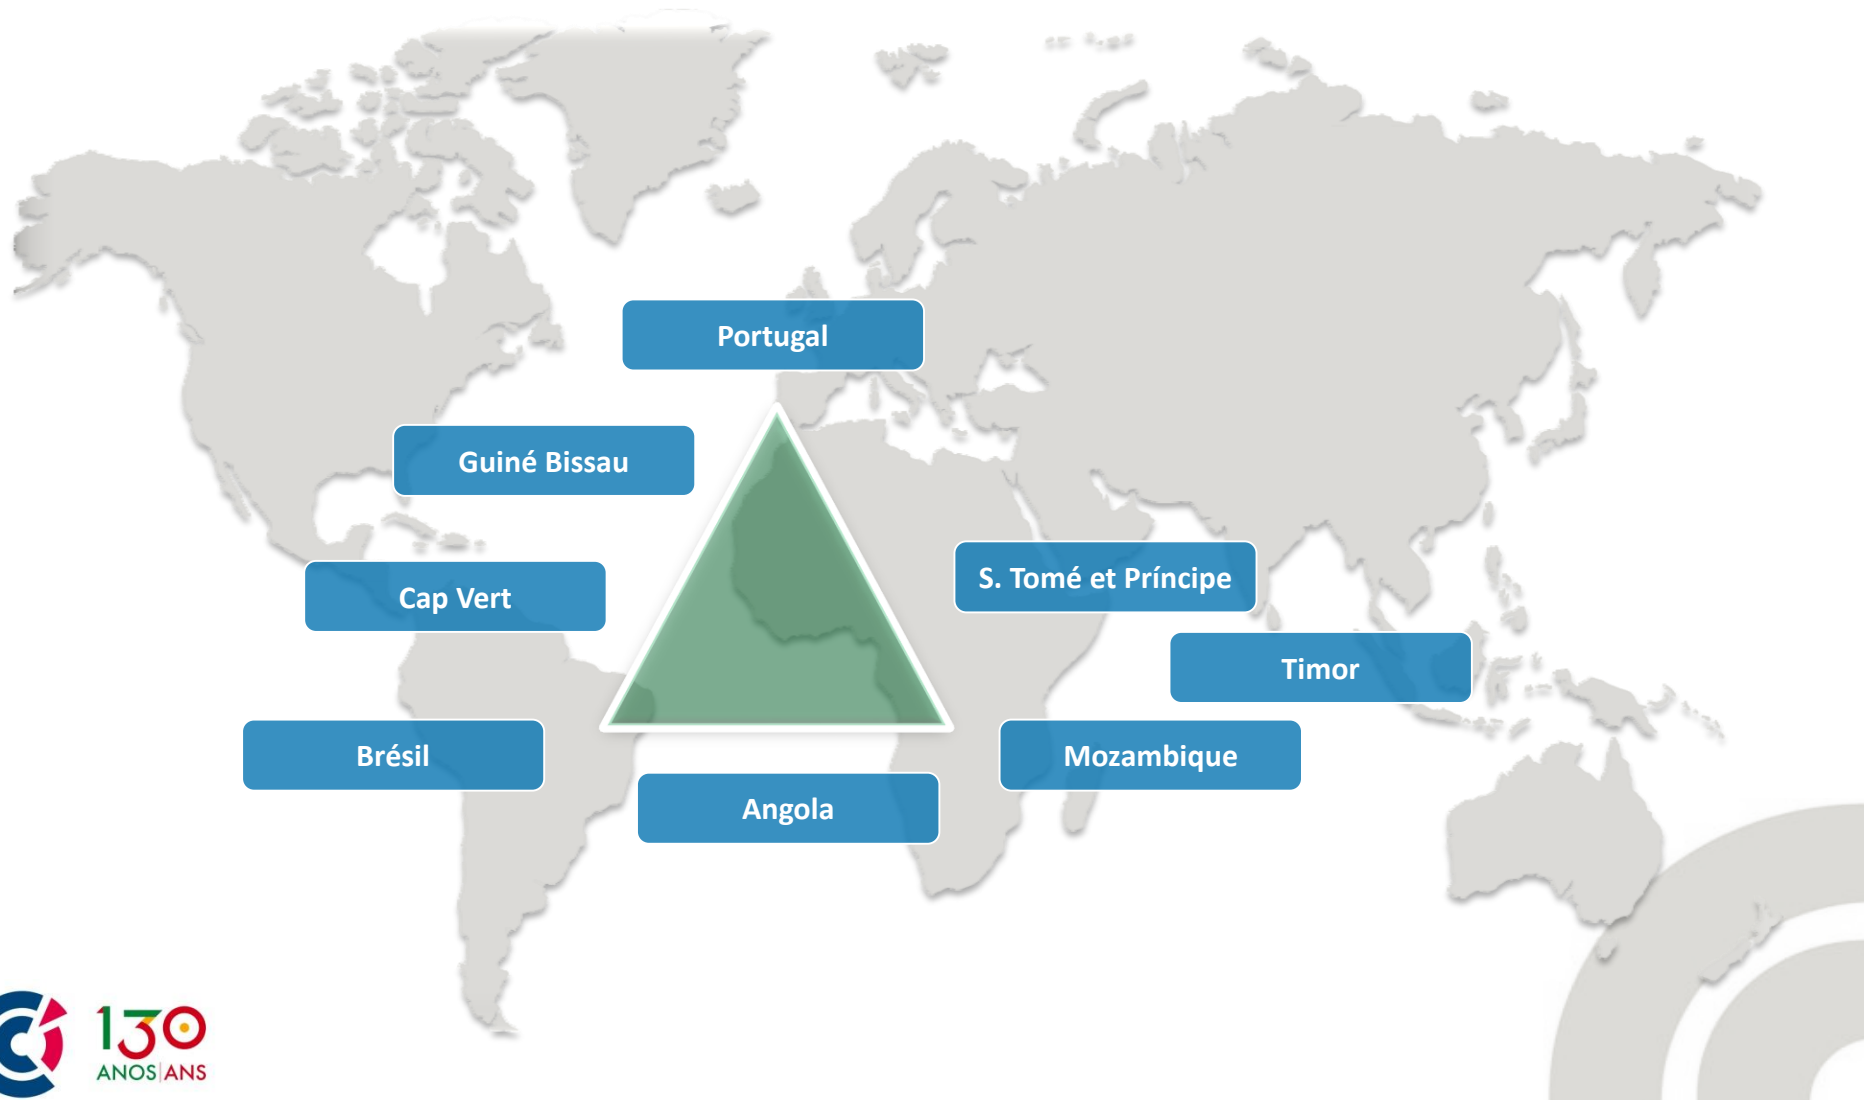 Portugal
Guiné Bissau
S. Tomé et Príncipe
Cap Vert
Timor
Brésil
Mozambique
Angola
130
ANOS|ANS